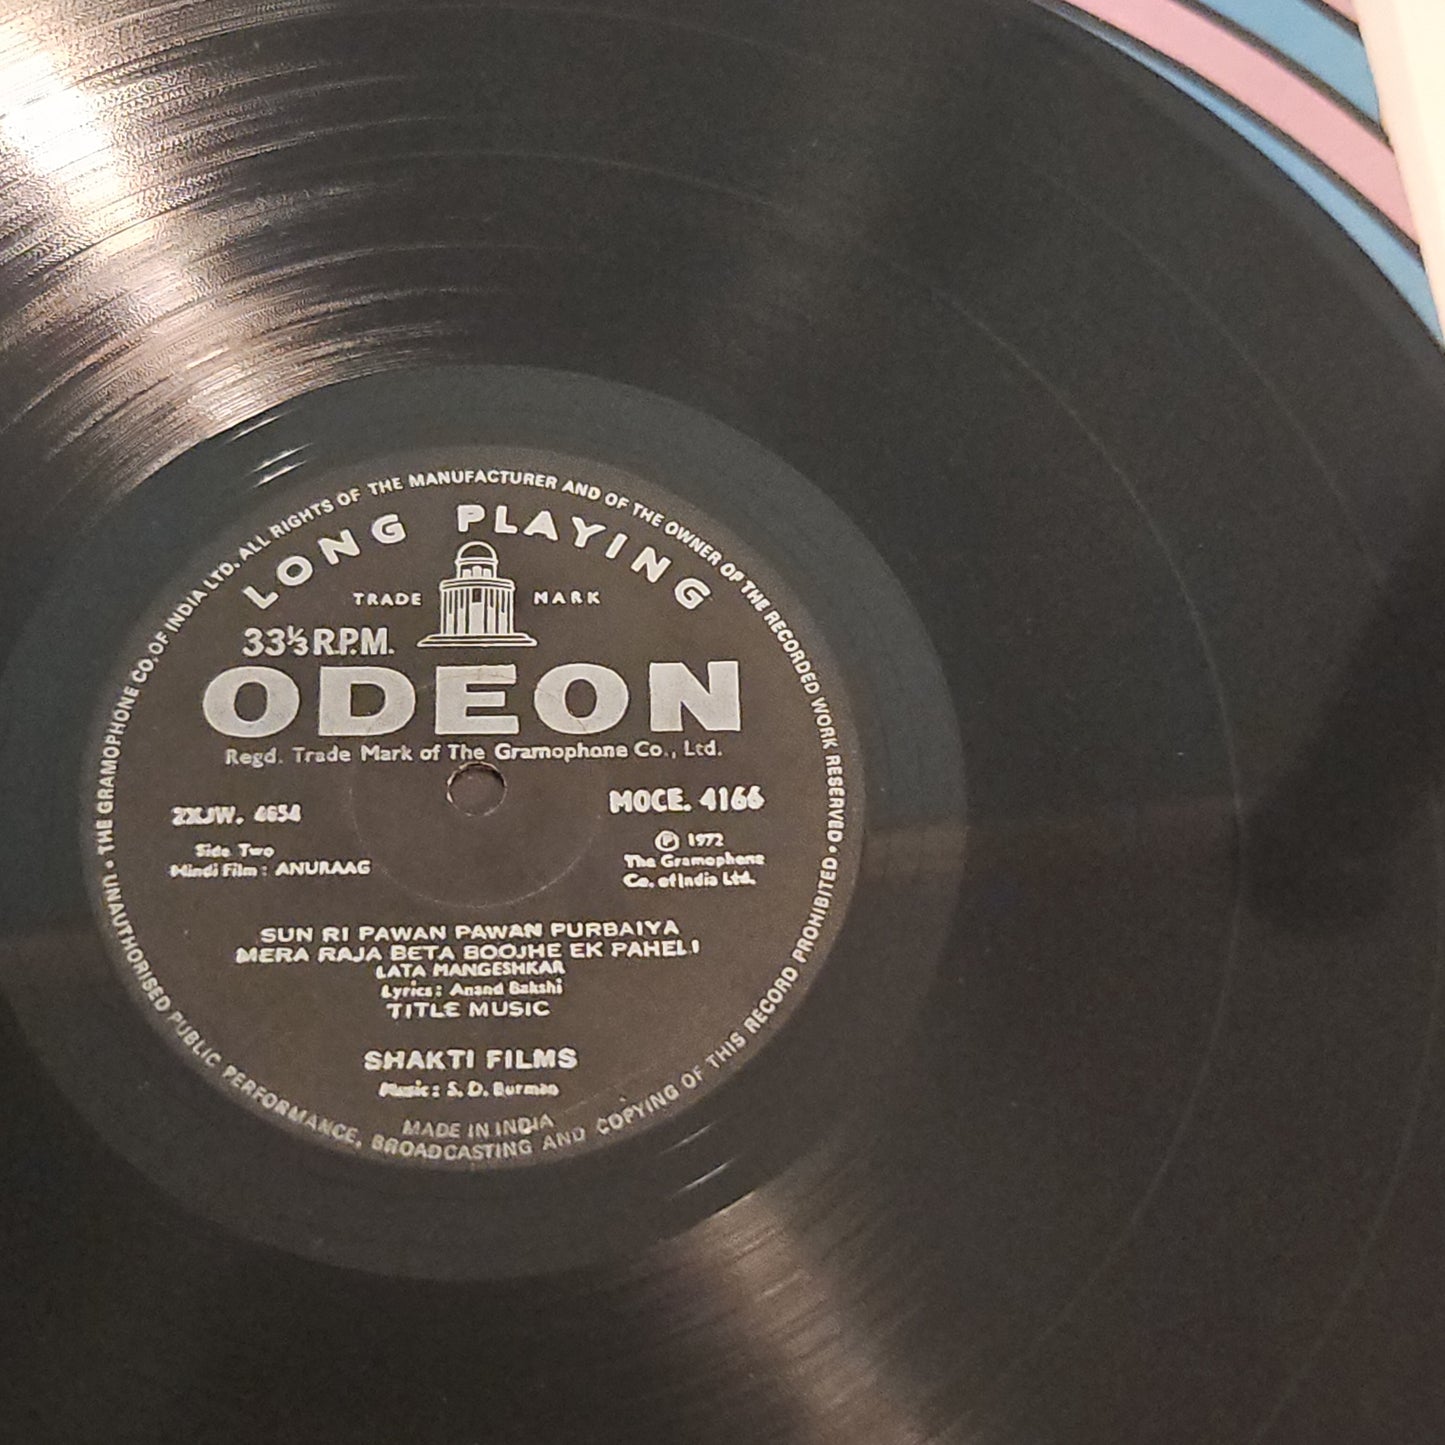 THE GRAMOPHONE CO. OF INDIA LTD. ALL RIGHTS OF THE MANUFACTURER AND OF THE OWNER OF THE RECORDED WORK RESERVED • UNAUTHORISED PUBLIC PERFORMANCE, BROADCASTING AND COPYING OF THIS RECORD PROHIBITED •
LONG PLAYING
TRADE MARK
33⅓ R.P.M.
ODEON
Regd. Trade Mark of The Gramophone Co., Ltd.
2XJW. 4654
MOCE. 4166
Side Two
Hindi Film : ANURAAG
Ⓟ 1972
The Gramophone
Co. of India Ltd.
SUN RI PAWAN PAWAN PURBAIYA
MERA RAJA BETA BOOJHE EK PAHELI
LATA MANGESHKAR
Lyrics : Anand Bakshi
TITLE MUSIC
SHAKTI FILMS
Music : S. D. Burman
MADE IN INDIA